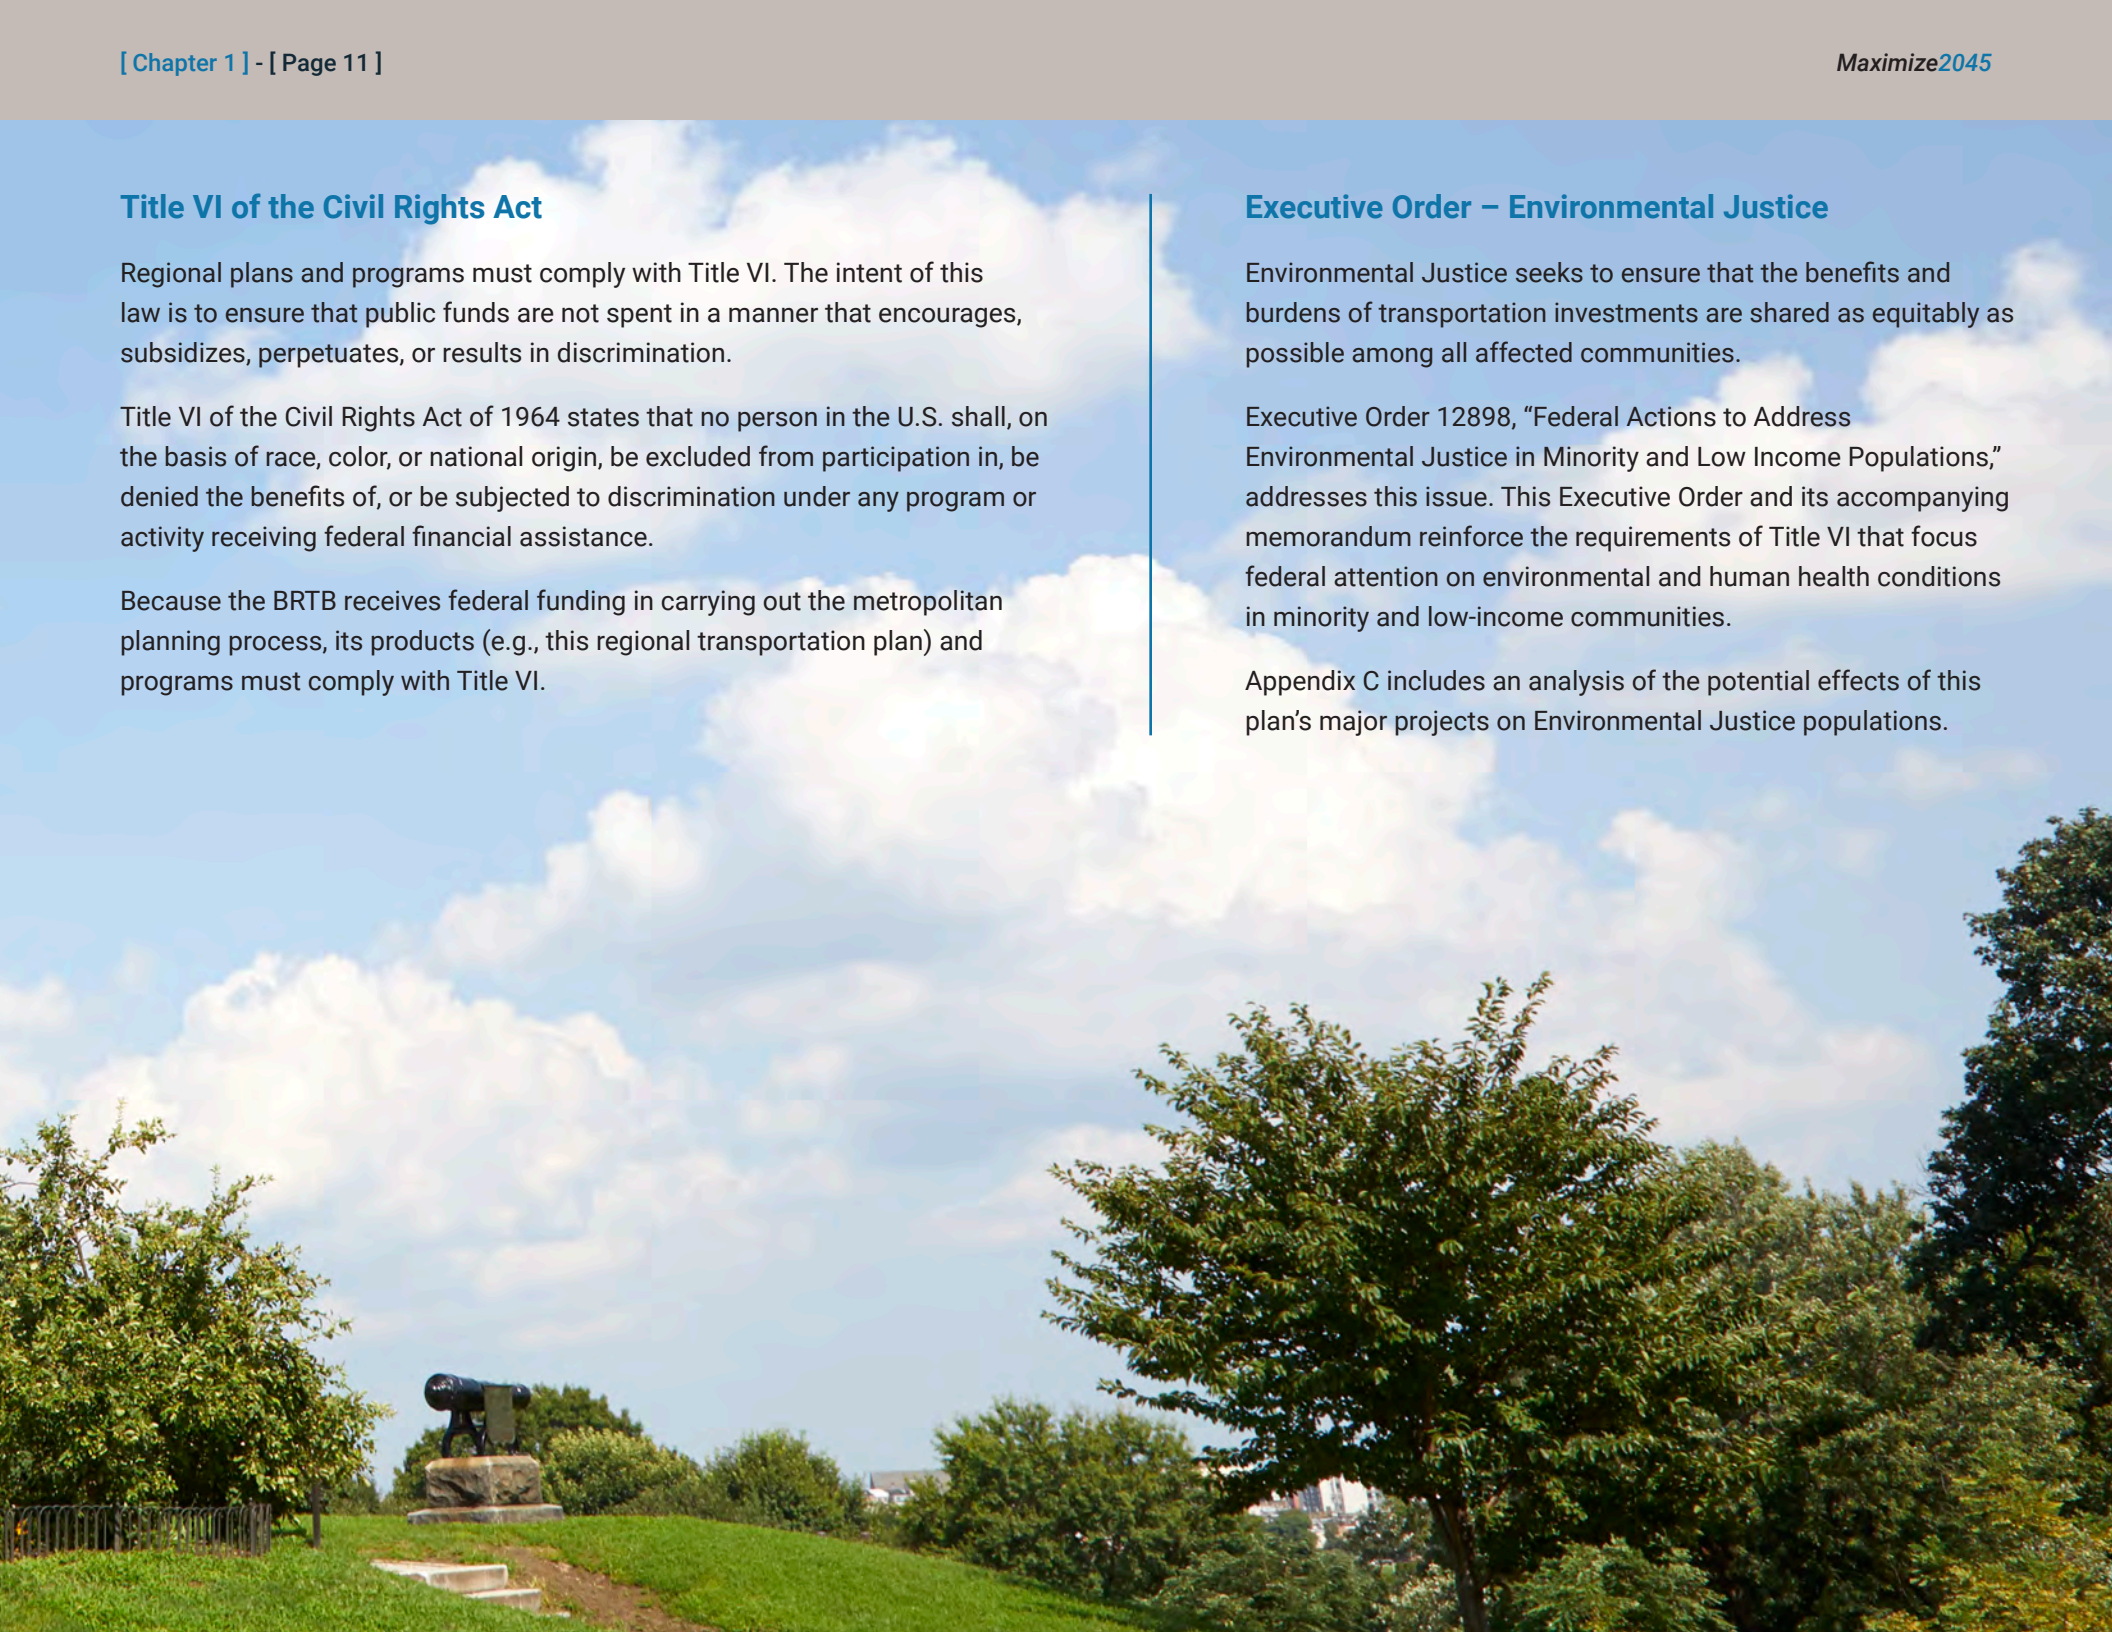 [ Chapter 1 ] - [ Page 11 ]
Maximize2045
Title VI of the Civil Rights Act
Regional plans and programs must comply with Title VI. The intent of this
law is to ensure that public funds are not spent in a manner that encourages,
subsidizes, perpetuates, or results in discrimination.
Title VI of the Civil Rights Act of 1964 states that no person in the U.S. shall, on
the basis of race, color, or national origin, be excluded from participation in, be
denied the benefits of, or be subjected to discrimination under any program or
activity receiving federal financial assistance.
Because the BRTB receives federal funding in carrying out the metropolitan
planning process, its products (e.g., this regional transportation plan) and
programs must comply with Title VI.
Executive Order – Environmental Justice
Environmental Justice seeks to ensure that the benefits and
burdens of transportation investments are shared as equitably as
possible among all affected communities.
Executive Order 12898, “Federal Actions to Address
Environmental Justice in Minority and Low Income Populations,”
addresses this issue. This Executive Order and its accompanying
memorandum reinforce the requirements of Title VI that focus
federal attention on environmental and human health conditions
in minority and low-income communities.
Appendix C includes an analysis of the potential effects of this
plan’s major projects on Environmental Justice populations.